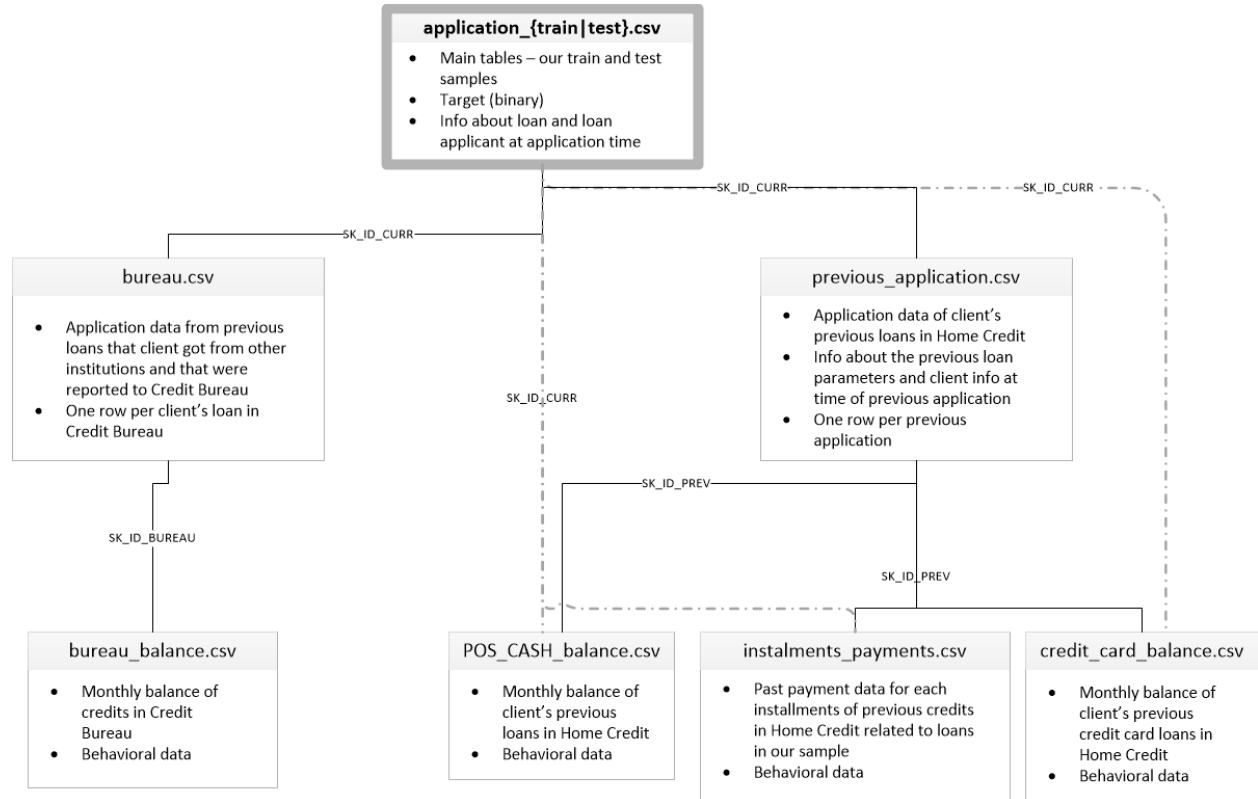 application_{train|test}.csv
• Main tables – our train and test
samples
• Target (binary)
• Info about loan and loan
applicant at application time
SK_ID_CURR
SK_ID_CURR
SK_ID_CURR
bureau.csv
• Application data from previous
loans that client got from other
institutions and that were
reported to Credit Bureau
• One row per client's loan in
Credit Bureau
previous_application.csv
• Application data of client's
previous loans in Home Credit
• Info about the previous loan
parameters and client info at
time of previous application
• One row per previous
application
SK_ID_CURR
SK_ID_PREV
SK_ID_BUREAU
SK_ID_PREV
bureau_balance.csv
• Monthly balance of
credits in Credit
Bureau
• Behavioral data
POS_CASH_balance.csv
• Monthly balance of
client's previous
loans in Home Credit
• Behavioral data
instalments_payments.csv
• Past payment data for each
installments of previous credits
in Home Credit related to loans
in our sample
• Behavioral data
credit_card_balance.csv
• Monthly balance of
client's previous
credit card loans in
Home Credit
• Behavioral data